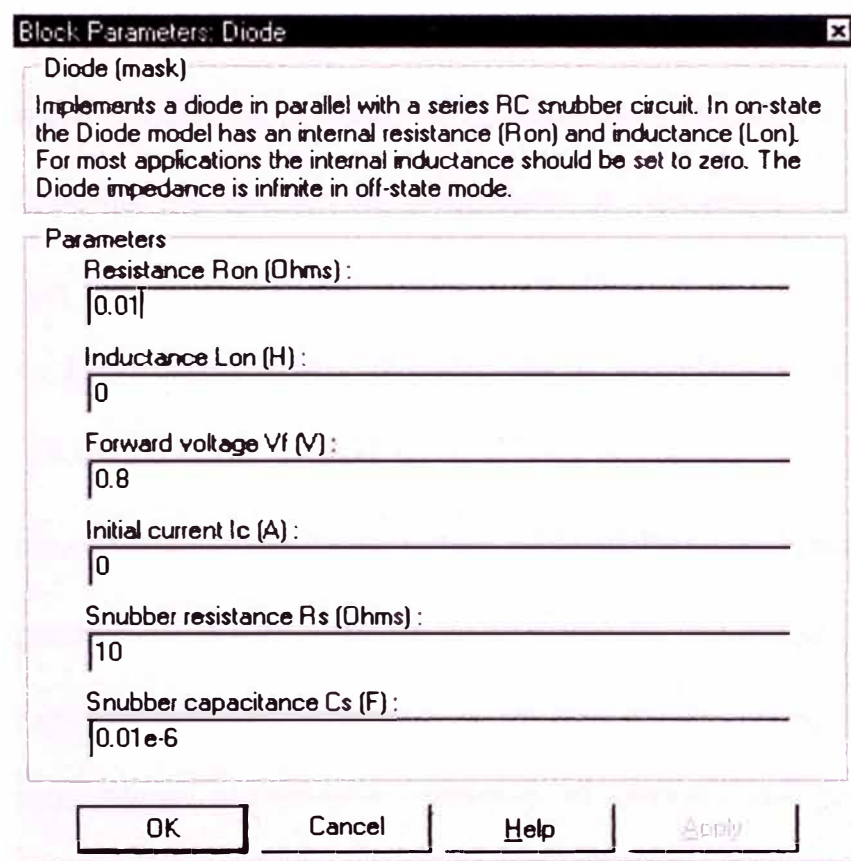 Block Parameters: Diode
Diode (mask)
Implements a diode in parallel with a series RC snubber circuit. In on-state
the Diode model has an internal resistance (Ron) and inductance (Lon).
For most applications the internal inductance should be set to zero. The
Diode impedance is infinite in off-state mode.
Parameters
Resistance Ron (Ohms) :
0.01
Inductance Lon (H) :
0
Forward voltage Vf (V) :
0.8
Initial current Ic (A) :
0
Snubber resistance Rs (Ohms) :
10
Snubber capacitance Cs (F) :
0.01e-6
OK
Cancel
Help
Apply